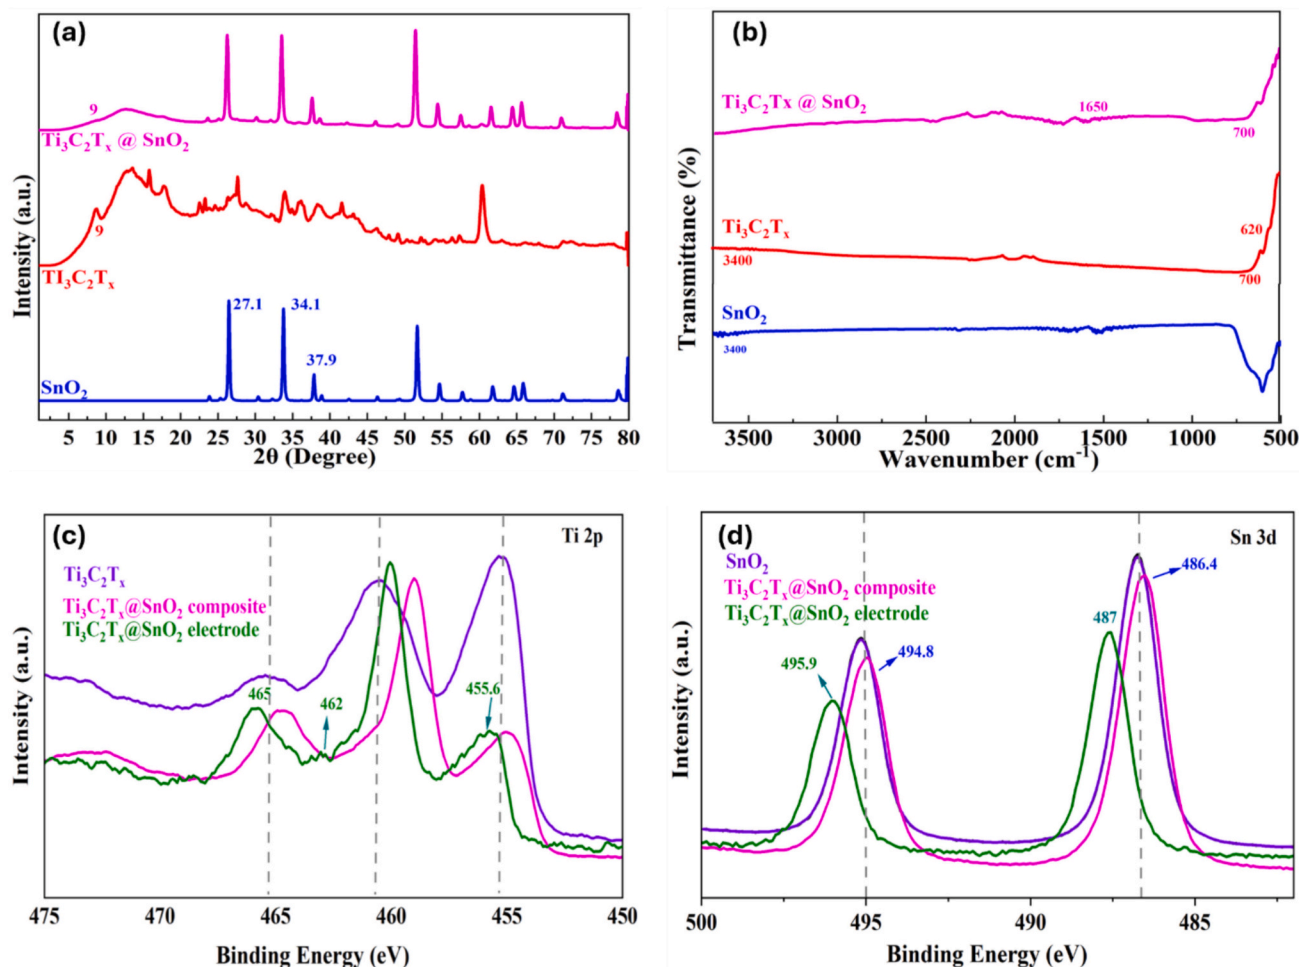 (a)
9
Ti₃C₂Tₓ @ SnO₂
9
TI₃C₂Tₓ
27.1
34.1
37.9
SnO₂
Intensity (a.u.)
5 10 15 20 25 30 35 40 45 50 55 60 65 70 75 80
2θ (Degree)
(b)
Ti₃C₂Tx @ SnO₂
1650
700
Ti₃C₂Tₓ
620
3400
700
SnO₂
3400
Transmittance (%)
3500 3000 2500 2000 1500 1000 500
Wavenumber (cm⁻¹)
(c)
Ti 2p
Ti₃C₂Tₓ
Ti₃C₂Tₓ@SnO₂ composite
Ti₃C₂Tₓ@SnO₂ electrode
465
462
455.6
Intensity (a.u.)
475 470 465 460 455 450
Binding Energy (eV)
(d)
Sn 3d
SnO₂
Ti₃C₂Tₓ@SnO₂ composite
Ti₃C₂Tₓ@SnO₂ electrode
486.4
487
494.8
495.9
Intensity (a.u.)
500 495 490 485
Binding Energy (eV)